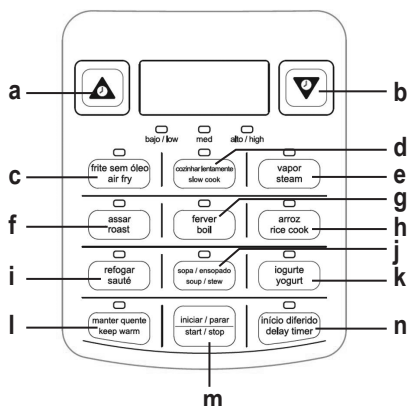 a
b
bajo / low
med
alto / high
d
c
frite sem óleo
air fry
cozinhar lentamente
slow cook
vapor
steam
e
g
f
assar
roast
ferver
boil
arroz
rice cook
h
j
i
refogar
sauté
sopa / ensopado
soup / stew
iogurte
yogurt
k
l
manter quente
keep warm
iniciar / parar
start / stop
início diferido
delay timer
n
m